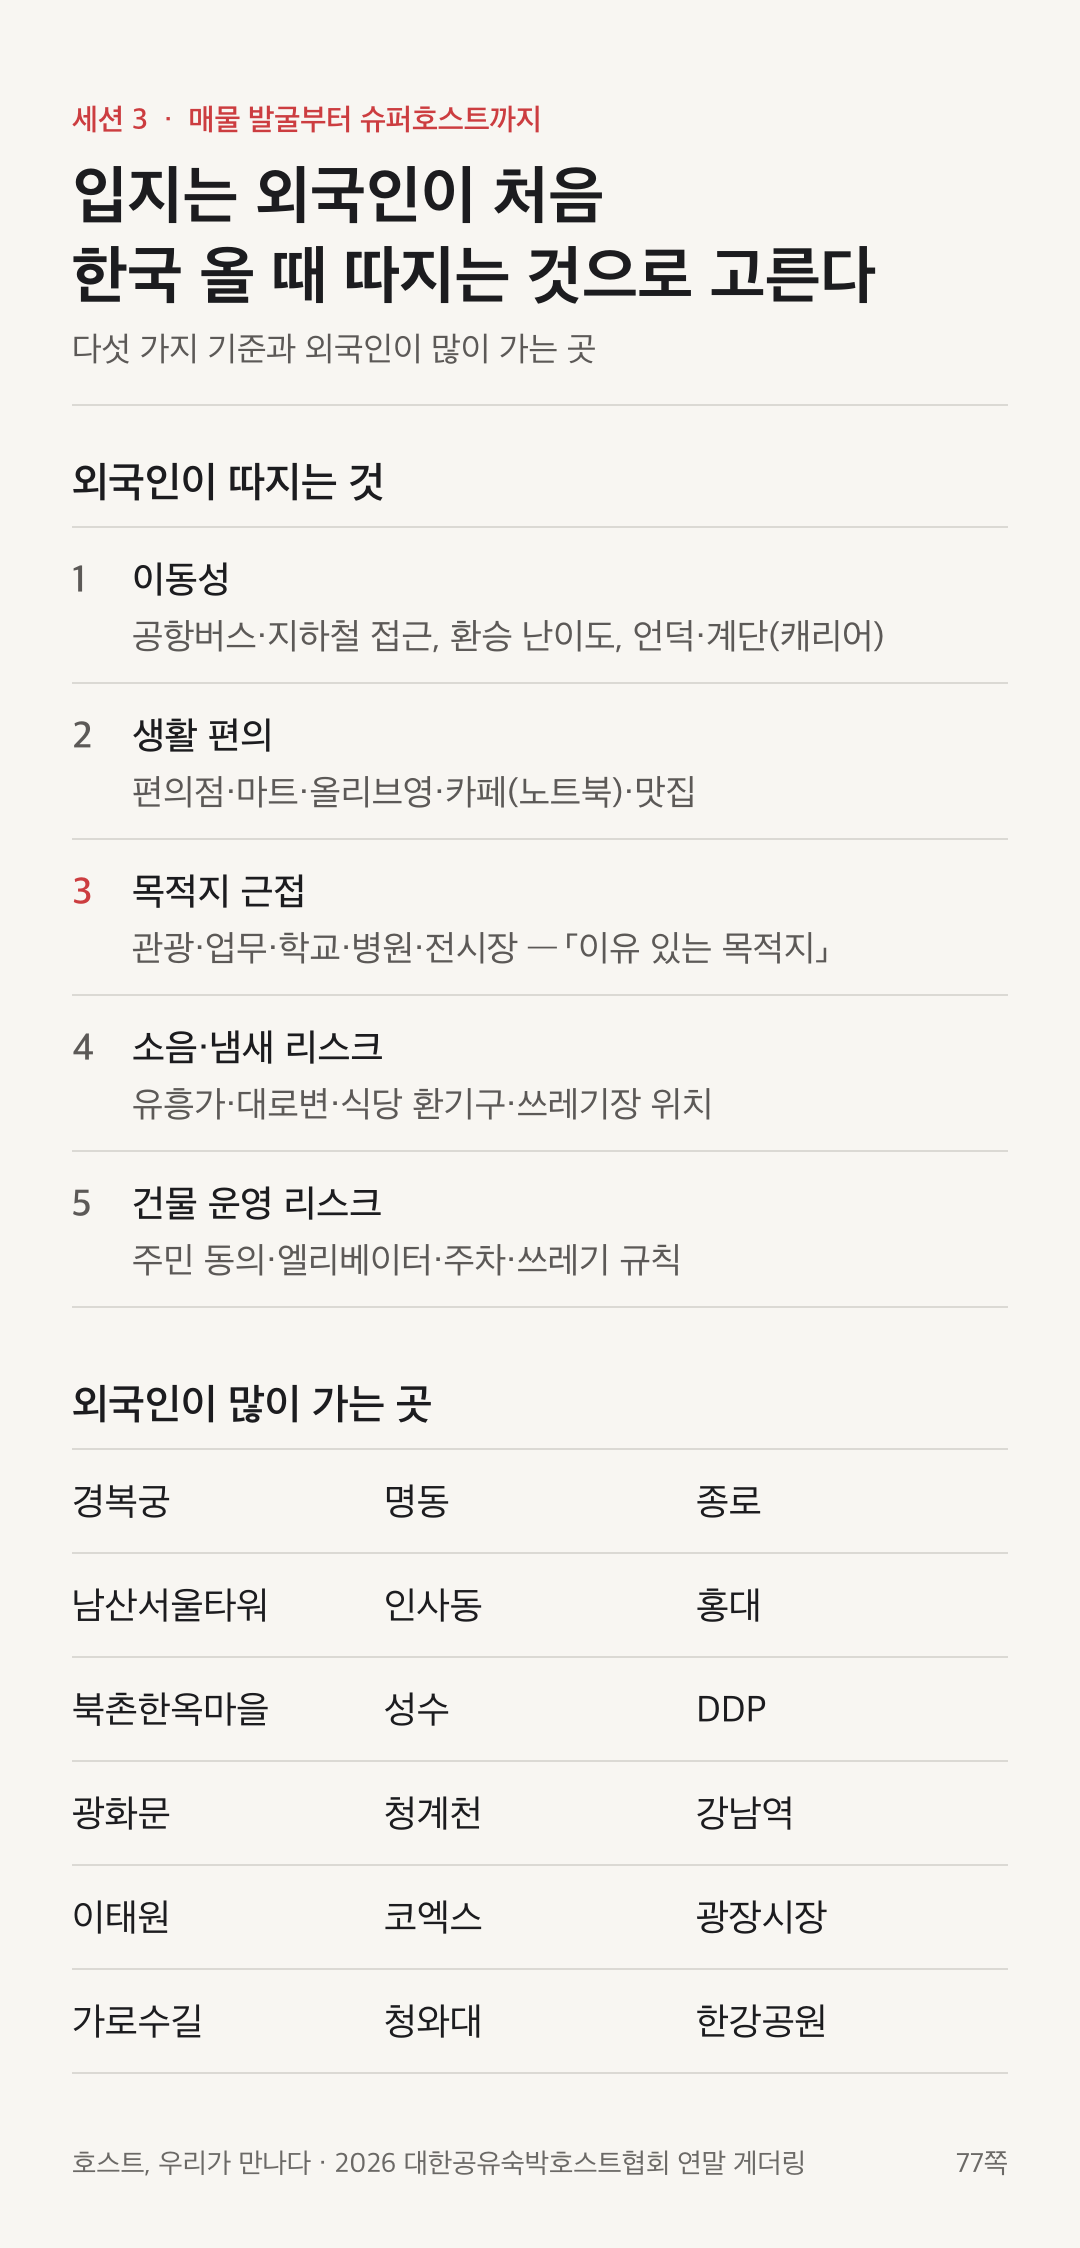 세션 3 · 매물 발굴부터 슈퍼호스트까지
입지는 외국인이 처음
한국 올 때 따지는 것으로 고른다
다섯 가지 기준과 외국인이 많이 가는 곳
외국인이 따지는 것
1 이동성
공항버스·지하철 접근, 환승 난이도, 언덕·계단(캐리어)
2 생활 편의
편의점·마트·올리브영·카페(노트북)·맛집
3 목적지 근접
관광·업무·학교·병원·전시장 — 「이유 있는 목적지」
4 소음·냄새 리스크
유흥가·대로변·식당 환기구·쓰레기장 위치
5 건물 운영 리스크
주민 동의·엘리베이터·주차·쓰레기 규칙
외국인이 많이 가는 곳
경복궁 명동 종로
남산서울타워 인사동 홍대
북촌한옥마을 성수 DDP
광화문 청계천 강남역
이태원 코엑스 광장시장
가로수길 청와대 한강공원
호스트, 우리가 만나다 · 2026 대한공유숙박호스트협회 연말 게더링 77쪽